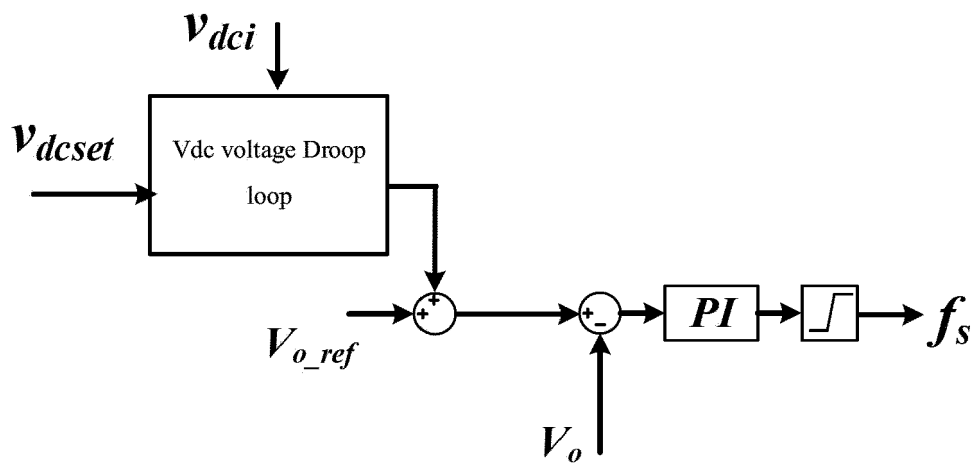 v_dci
v_dcset
Vdc voltage Droop
loop
+
+
V_o_ref
+
-
V_o
PI
f_s